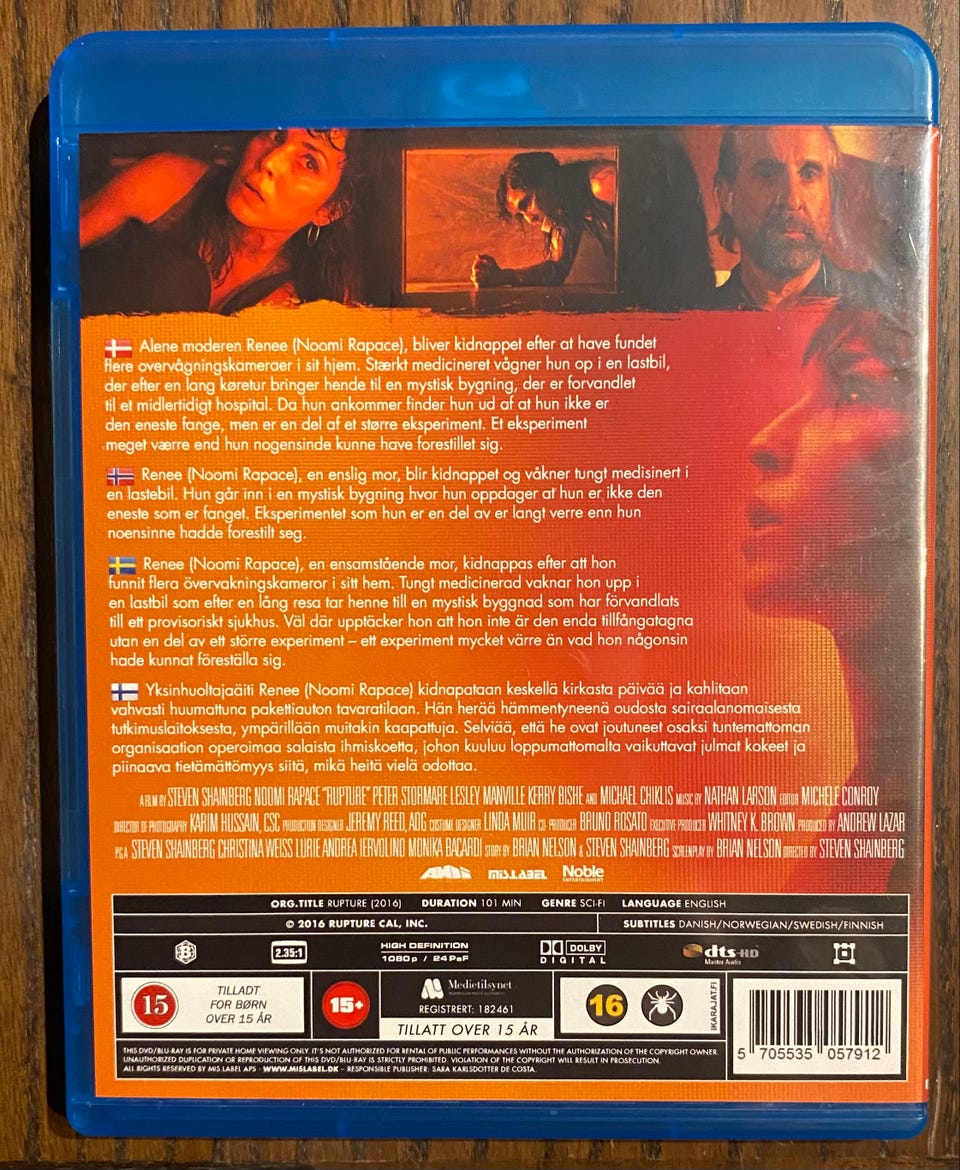 Alene moderen Renee (Noomi Rapace), bliver kidnappet efter at have fundet
flere overvågningskameraer i sit hjem. Stærkt medicineret vågner hun op i en lastbil,
der efter en lang køretur bringer hende til en mystisk bygning, der er forvandlet
til et midlertidigt hospital. Da hun ankommer finder hun ud af at hun ikke er
den eneste fange, men er en del af et større eksperiment. Et eksperiment
meget værre end hun nogensinde kunne have forestillet sig.
Renee (Noomi Rapace), en enslig mor, blir kidnappet og våkner tungt medisinert i
en lastebil. Hun går inn i en mystisk bygning hvor hun oppdager at hun er ikke den
eneste som er fanget. Eksperimentet som hun er en del av er langt verre enn hun
noensinne hadde forestilt seg.
Renee (Noomi Rapace), en ensamstående mor, kidnappas efter att hon
funnit flera övervakningskameror i sitt hem. Tungt medicinerad vaknar hon upp i
en lastbil som efter en lång resa tar henne till en mystisk byggnad som har förvandlats
till ett provisoriskt sjukhus. Väl där upptäcker hon att hon inte är den enda tillfångatagna
utan en del av ett större experiment – ett experiment mycket värre än vad hon någonsin
hade kunnat föreställa sig.
Yksinhuoltajaäiti Renee (Noomi Rapace) kidnapataan keskellä kirkasta päivää ja kahlitaan
vahvasti huumattuna pakettiauton tavaratilaan. Hän herää hämmentyneenä oudosta sairaalanomaisesta
tutkimuslaitoksesta, ympärillään muitakin kaapattuja. Selviää, että he ovat joutuneet osaksi tuntemattoman
organisaation operoimaa salaista ihmiskoetta, johon kuuluu loppumattomalta vaikuttavat julmat kokeet ja
piinaava tietämättömyys siitä, mikä heitä vielä odottaa.
A FILM BY STEVEN SHAINBERG NOOMI RAPACE "RUPTURE" PETER STORMARE LESLEY MANVILLE KERRY BISHE AND MICHAEL CHIKLIS MUSIC BY NATHAN LARSON EDITOR MICHELE CONROY
DIRECTOR OF PHOTOGRAPHY KARIM HUSSAIN, CSC PRODUCTION DESIGNER JEREMY REED, ADG COSTUME DESIGNER LINDA MUIR CO-PRODUCER BRUNO ROSATO EXECUTIVE PRODUCER WHITNEY K. BROWN PRODUCED BY ANDREW LAZAR
P.G.A STEVEN SHAINBERG CHRISTINA WEISS LURIE ANDREA IERVOLINO MONIKA BACARDI STORY BY BRIAN NELSON & STEVEN SHAINBERG SCREENPLAY BY BRIAN NELSON DIRECTED BY STEVEN SHAINBERG
AMBI MIS.LABEL Noble ENTERTAINMENT
ORG.TITLE RUPTURE (2016) DURATION 101 MIN GENRE SCI-FI LANGUAGE ENGLISH
© 2016 RUPTURE CAL, INC. SUBTITLES DANISH/NORWEGIAN/SWEDISH/FINNISH
B 2.35:1 HIGH DEFINITION 1080p / 24PsF DOLBY DIGITAL dts-HD Master Audio
15 TILLADT FOR BØRN OVER 15 ÅR
15+
Medietilsynet
REGISTRERT: 182461
TILLATT OVER 15 ÅR
16
IKARAJAT.FI
THIS DVD/BLU-RAY IS FOR PRIVATE HOME VIEWING ONLY. IT'S NOT AUTHORIZED FOR RENTAL OF PUBLIC PERFORMANCES WITHOUT THE AUTHORIZATION OF THE COPYRIGHT OWNER.
UNAUTHORIZED DUPLICATION OR REPRODUCTION OF THIS DVD/BLU-RAY IS STRICTLY PROHIBITED. VIOLATION OF THE COPYRIGHT WILL RESULT IN PROSECUTION.
ALL RIGHTS RESERVED BY MIS LABEL APS - WWW.MISLABEL.DK – RESPONSIBLE PUBLISHER: SARA KARLSDOTTER DE COSTA.
5 705535 057912